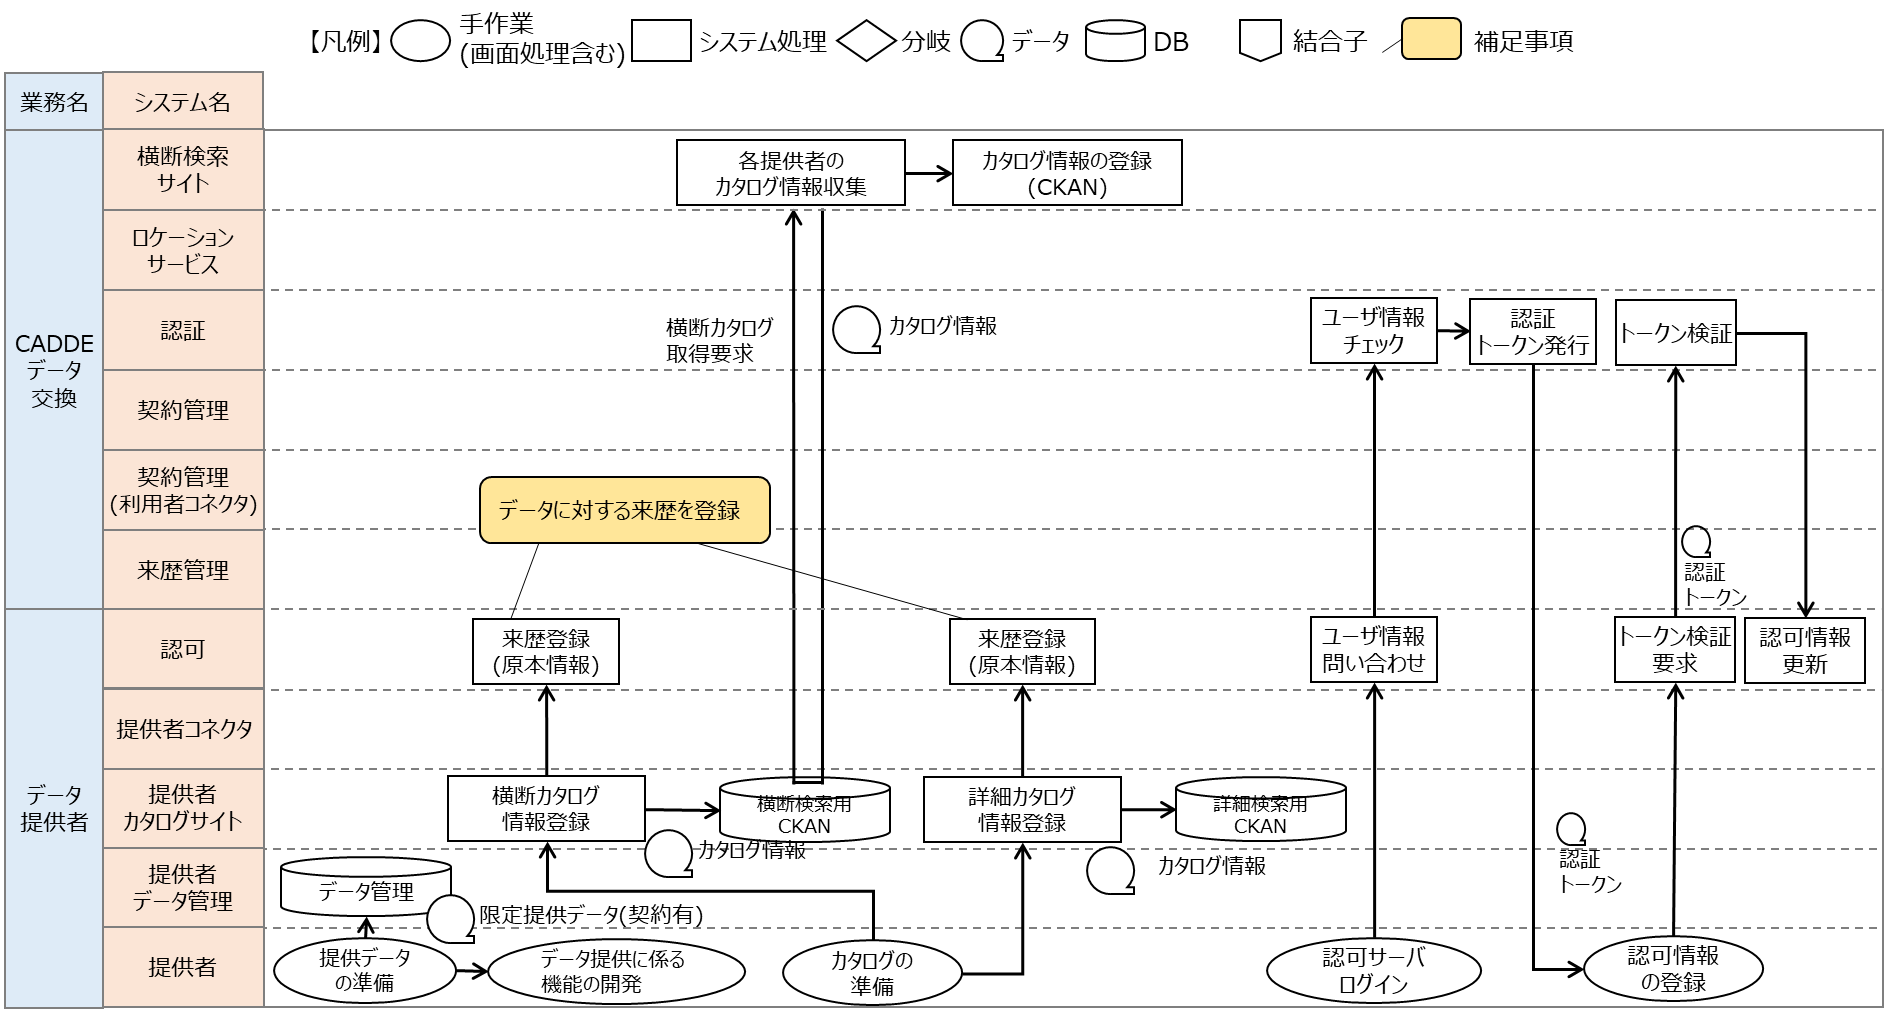 【凡例】
手作業
(画面処理含む)
システム処理
分岐
データ
DB
結合子
補足事項
業務名
システム名
CADDE
データ
交換
横断検索
サイト
各提供者の
カタログ情報収集
カタログ情報の登録
(CKAN)
ロケーション
サービス
認証
横断カタログ
取得要求
カタログ情報
ユーザ情報
チェック
認証
トークン発行
トークン検証
契約管理
契約管理
(利用者コネクタ)
データに対する来歴を登録
来歴管理
認証
トークン
データ
提供者
認可
来歴登録
(原本情報)
来歴登録
(原本情報)
ユーザ情報
問い合わせ
トークン検証
要求
認可情報
更新
提供者コネクタ
提供者
カタログサイト
横断カタログ
情報登録
横断検索用
CKAN
カタログ情報
詳細カタログ
情報登録
詳細検索用
CKAN
カタログ情報
認証
トークン
提供者
データ管理
データ管理
限定提供データ(契約有)
提供者
提供データ
の準備
データ提供に係る
機能の開発
カタログの
準備
認可サーバ
ログイン
認可情報
の登録